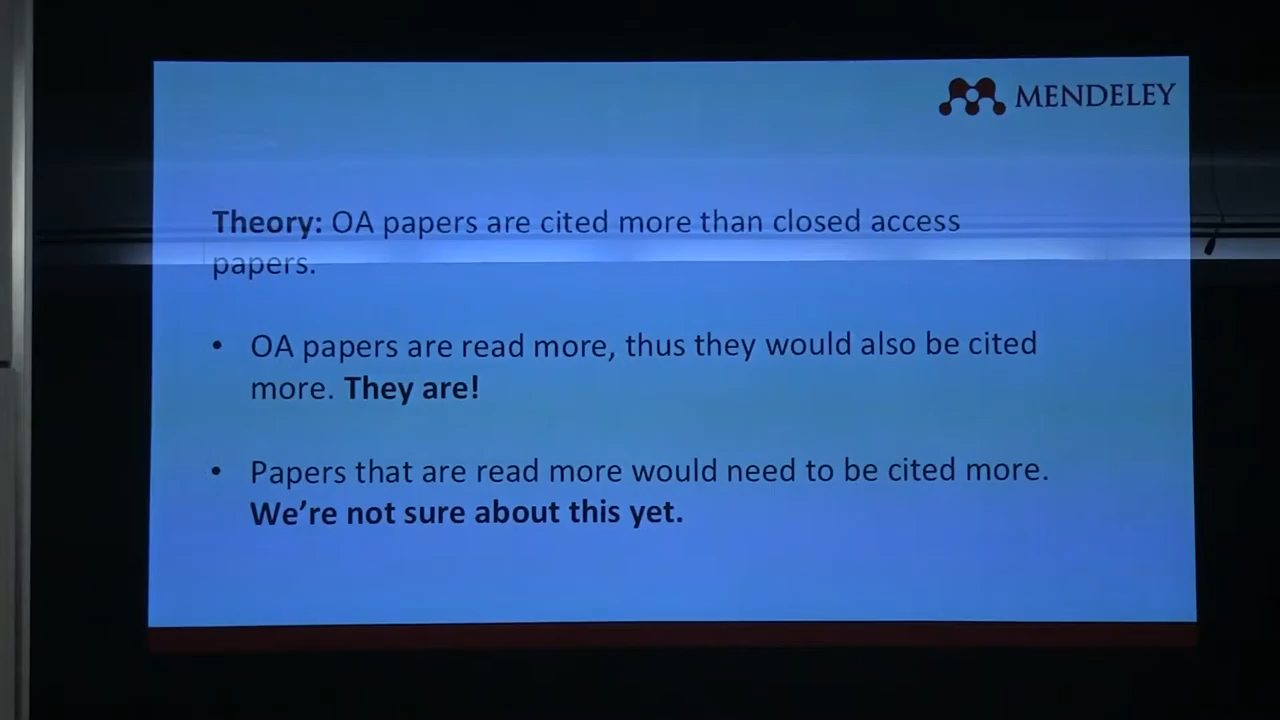 MENDELEY
Theory: OA papers are cited more than closed access
papers.
• OA papers are read more, thus they would also be cited
more. They are!
• Papers that are read more would need to be cited more.
We're not sure about this yet.